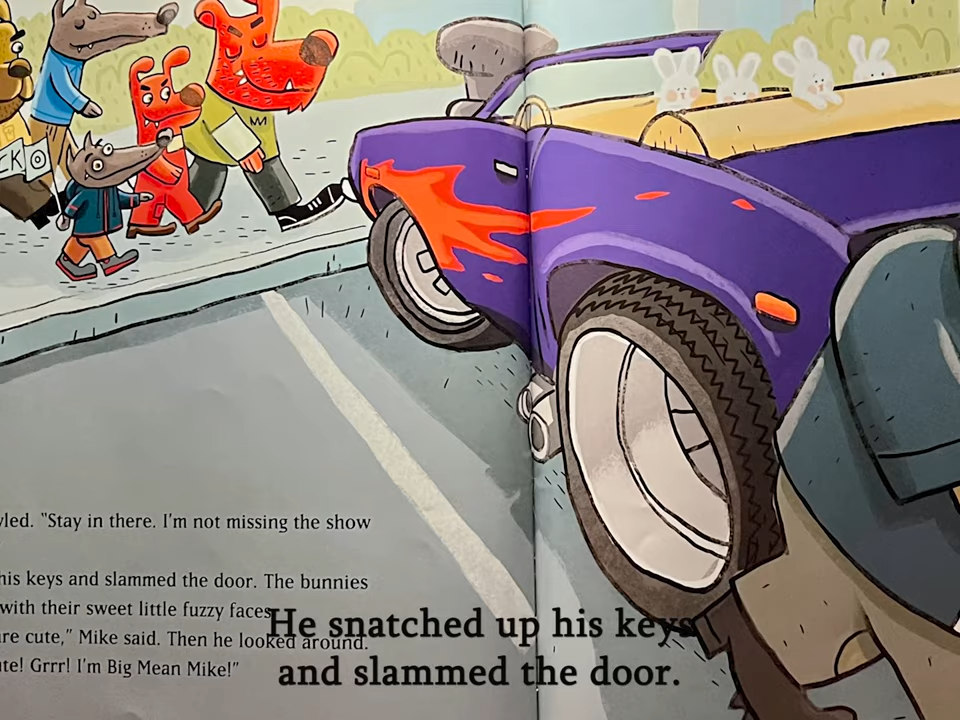 CKO
"Stay in there. I'm not missing the show
his keys and slammed the door. The bunnies
with their sweet little fuzzy faces.
are cute," Mike said. Then he looked around.
Grrr! I'm Big Mean Mike!"
He snatched up his keys
and slammed the door.